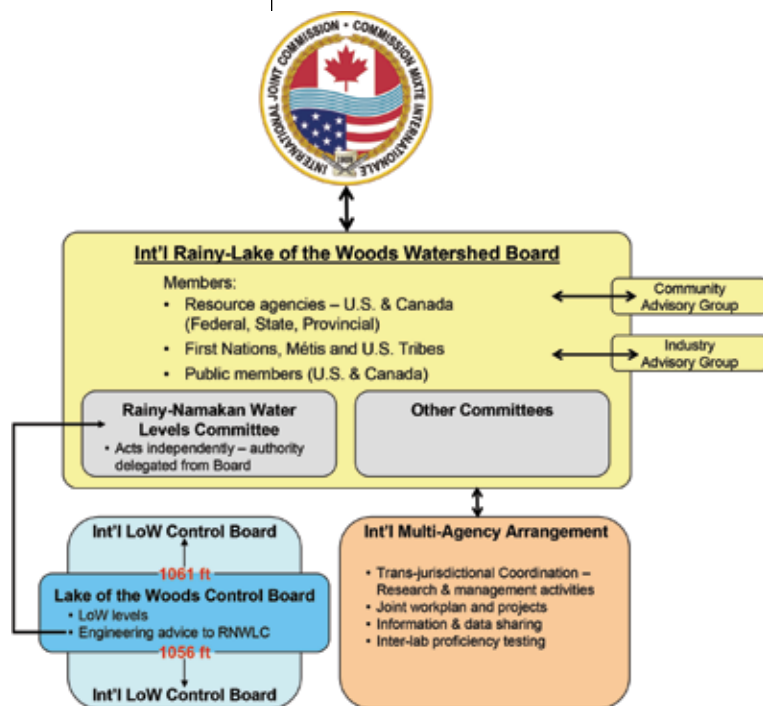 INTERNATIONAL JOINT COMMISSION • COMMISSION MIXTE INTERNATIONALE
1909
Int'l Rainy-Lake of the Woods Watershed Board
Members:
• Resource agencies – U.S. & Canada
(Federal, State, Provincial)
• First Nations, Métis and U.S. Tribes
• Public members (U.S. & Canada)
Community
Advisory Group
Industry
Advisory Group
Rainy-Namakan Water
Levels Committee
• Acts independently – authority
delegated from Board
Other Committees
Int'l LoW Control Board
1061 ft
Lake of the Woods Control Board
• LoW levels
• Engineering advice to RNWLC
1056 ft
Int'l LoW Control Board
Int'l Multi-Agency Arrangement
• Trans-jurisdictional Coordination –
Research & management activities
• Joint workplan and projects
• Information & data sharing
• Inter-lab proficiency testing